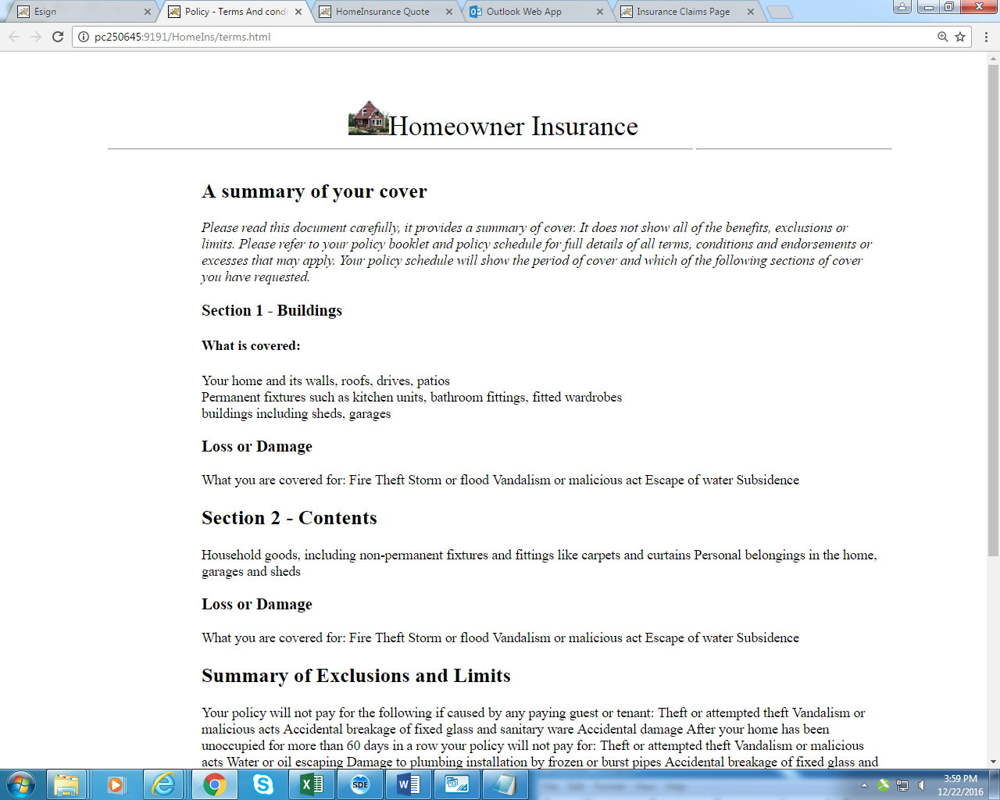 Esign
Policy - Terms And condi
HomeInsurance Quote
Outlook Web App
Insurance Claims Page
pc250645:9191/HomeIns/terms.html
Homeowner Insurance
A summary of your cover
Please read this document carefully, it provides a summary of cover. It does not show all of the benefits, exclusions or
limits. Please refer to your policy booklet and policy schedule for full details of all terms, conditions and endorsements or
excesses that may apply. Your policy schedule will show the period of cover and which of the following sections of cover
you have requested.
Section 1 - Buildings
What is covered:
Your home and its walls, roofs, drives, patios
Permanent fixtures such as kitchen units, bathroom fittings, fitted wardrobes
buildings including sheds, garages
Loss or Damage
What you are covered for: Fire Theft Storm or flood Vandalism or malicious act Escape of water Subsidence
Section 2 - Contents
Household goods, including non-permanent fixtures and fittings like carpets and curtains Personal belongings in the home,
garages and sheds
Loss or Damage
What you are covered for: Fire Theft Storm or flood Vandalism or malicious act Escape of water Subsidence
Summary of Exclusions and Limits
Your policy will not pay for the following if caused by any paying guest or tenant: Theft or attempted theft Vandalism or
malicious acts Accidental breakage of fixed glass and sanitary ware Accidental damage After your home has been
unoccupied for more than 60 days in a row your policy will not pay for: Theft or attempted theft Vandalism or malicious
acts Water or oil escaping Damage to plumbing installation by frozen or burst pipes Accidental breakage of fixed glass and
SDE
3:59 PM
12/22/2016